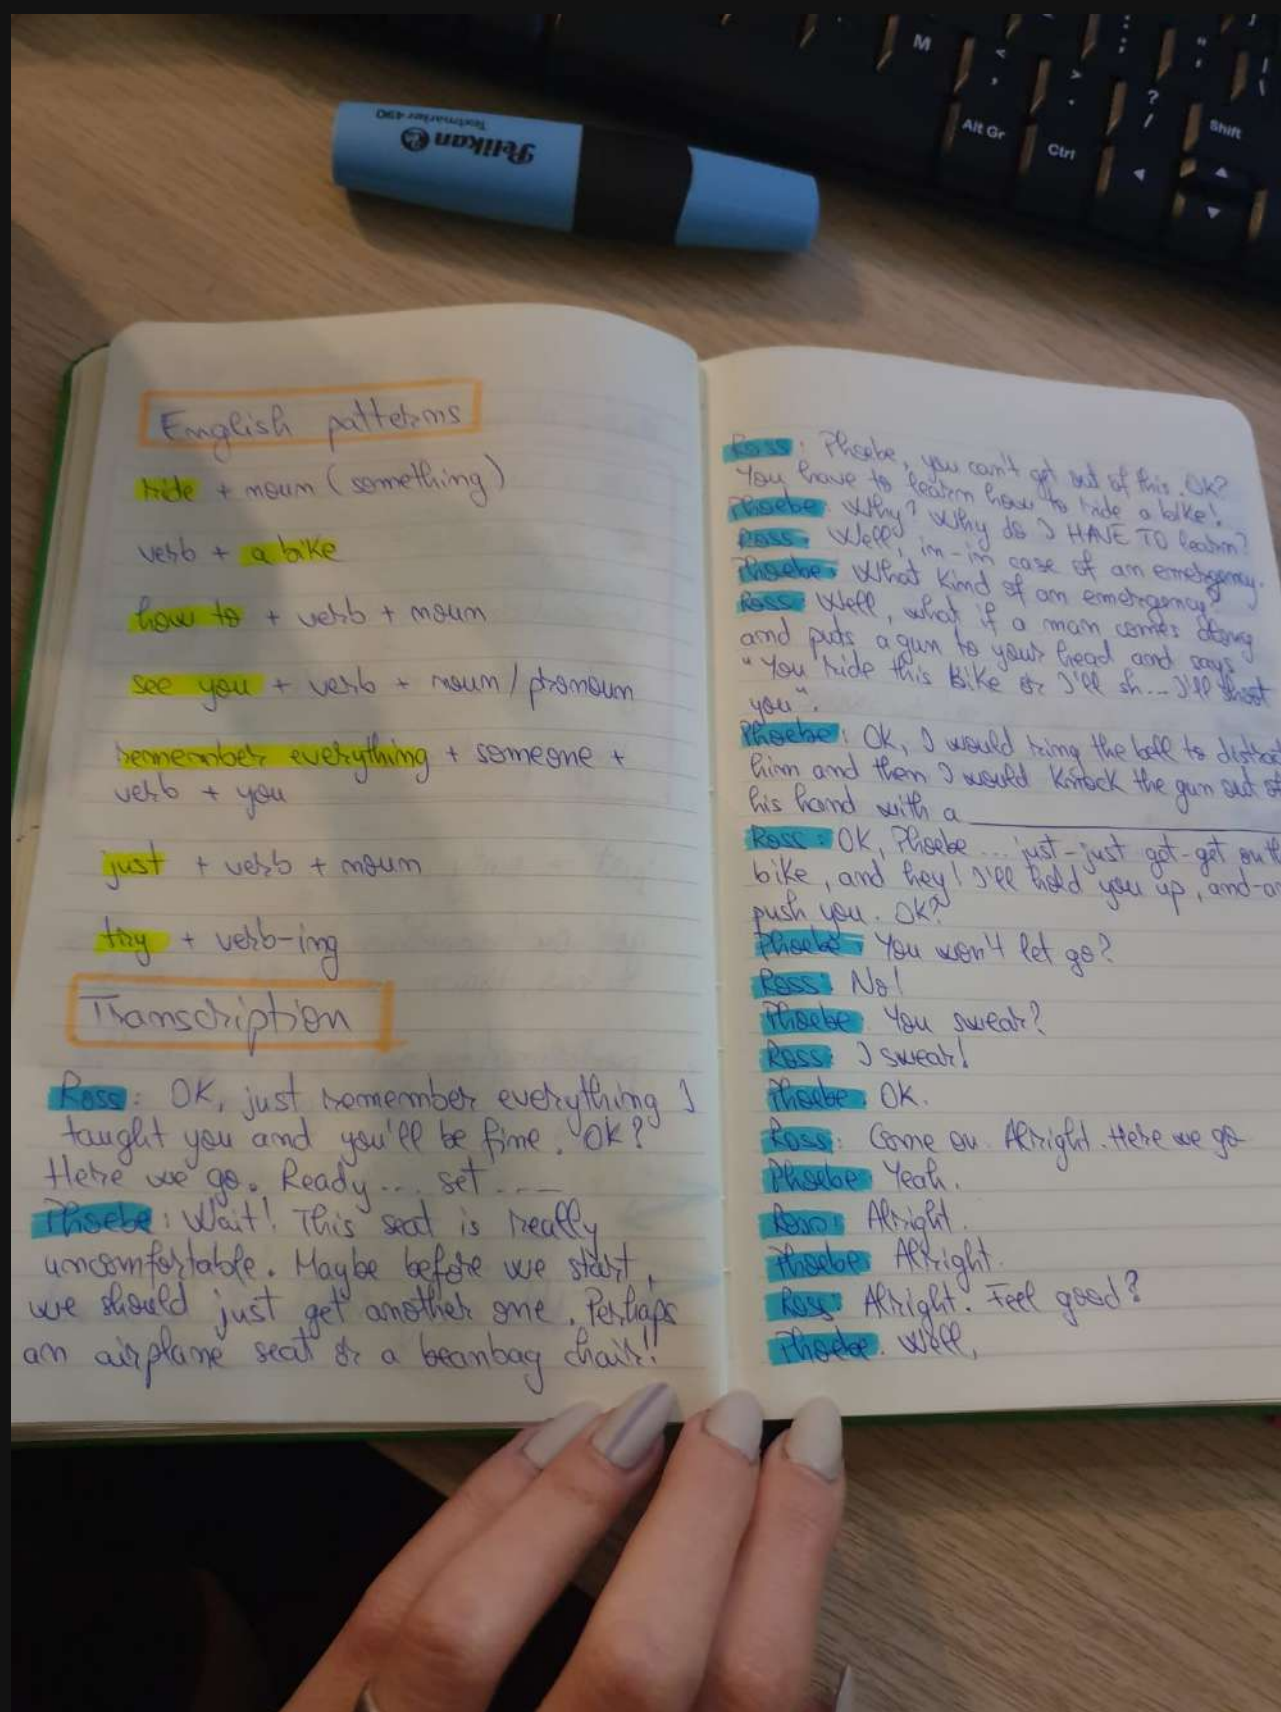 M
<
,
>
.
?
/
Alt Gr
Ctrl
Shift
Pelikan
Textmarker 490
English patterns
ride + noun (something)
verb + a bike
how to + verb + noun
see you + verb + noun/pronoun
remember everything + someone +
verb + you
just + verb + noun
try + verb-ing
Transcription
Ross: OK, just remember everything I
taught you and you'll be fine. OK?
Here we go. Ready... set....
Phoebe: Wait! This seat is really
uncomfortable. Maybe before we start,
we should just get another one. Perhaps
an airplane seat or a beanbag chair!!
Ross: Phoebe, you can't get out of this. OK?
You have to learn how to ride a bike!
Phoebe: Why? Why do I HAVE TO learn?
Ross: Well, in-in case of an emergency.
Phoebe: What kind of an emergency?
Ross: Well, what if a man comes along
and puts a gun to your head and says
"You ride this bike or I'll sh... I'll shoot
you".
Phoebe: OK, I would ring the bell to
him and then I would knock the gun out of
his hand with a
Ross: OK, Phoebe... just-just got-get on
bike, and hey! I'll hold you up,
push you. OK?
Phoebe: You won't let go?
Ross: No!
Phoebe: You swear?
Ross: I swear!
Phoebe: OK.
Ross: Come on. Alright. Here we go
Phoebe: Yeah.
Ross: Alright.
Phoebe: Alright.
Ross: Alright. Feel good?
Phoebe: Well,